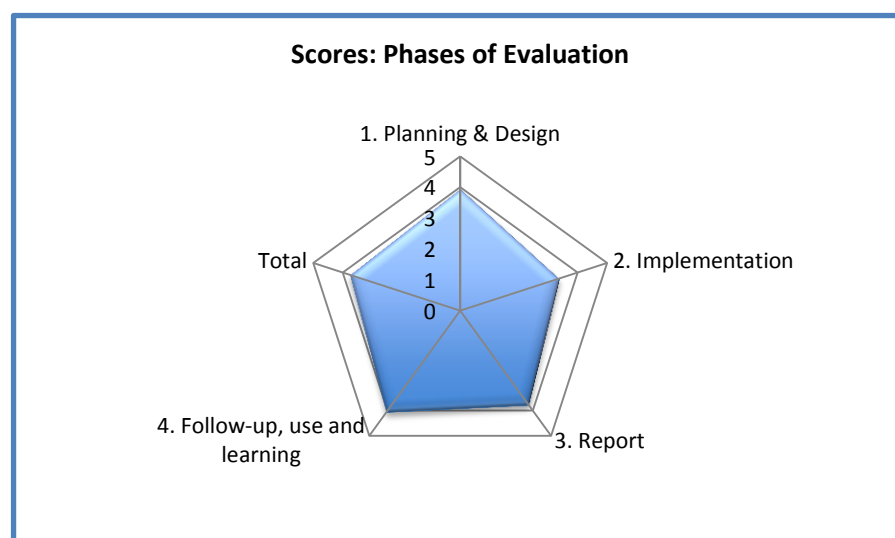 Scores: Phases of Evaluation
1. Planning & Design
5
4
3
2
1
0
Total
2. Implementation
4. Follow-up, use and
learning
3. Report